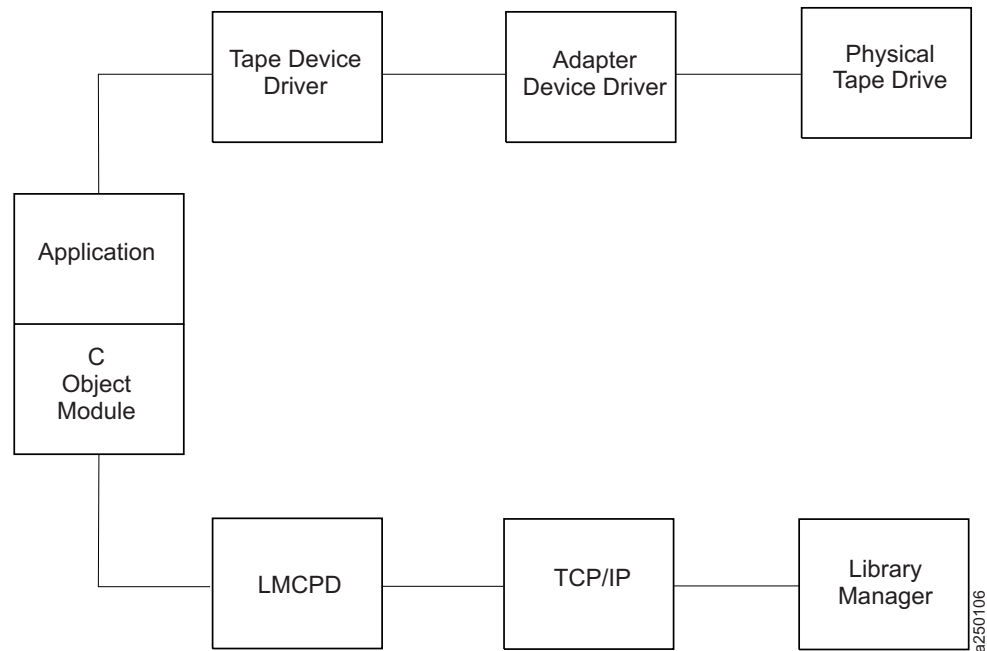 Tape Device
Driver
Adapter
Device Driver
Physical
Tape Drive
Application
C
Object
Module
LMCPD
TCP/IP
Library
Manager
a250106